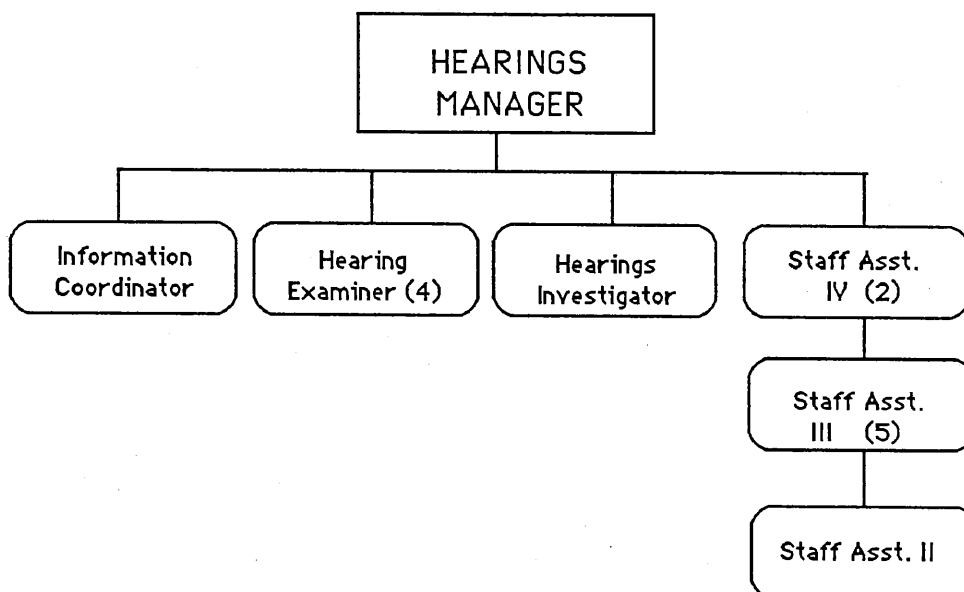 HEARINGS
MANAGER
Information
Coordinator
Hearing
Examiner (4)
Hearings
Investigator
Staff Asst.
IV (2)
Staff Asst.
III (5)
Staff Asst. II